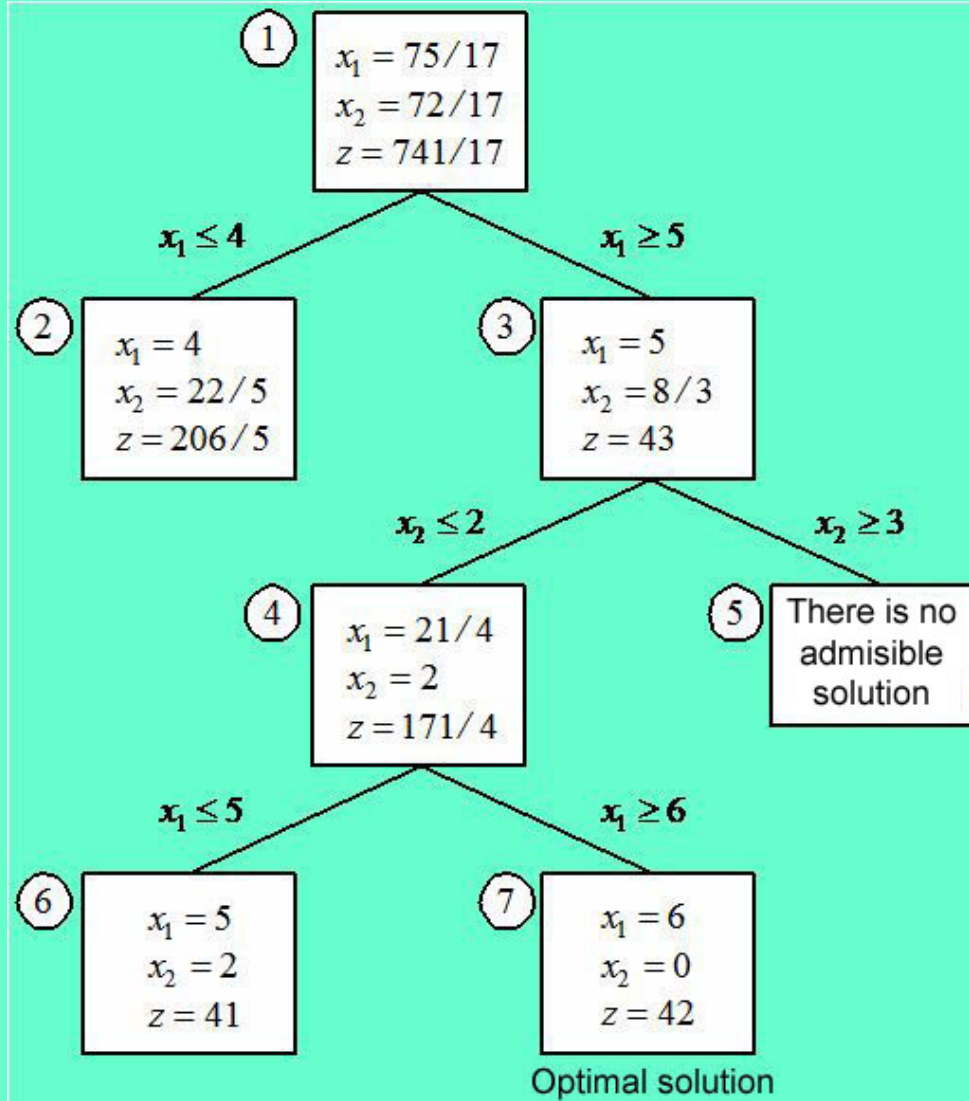 1
x₁ = 75/17
x₂ = 72/17
z = 741/17
x₁ ≤ 4
x₁ ≥ 5
2
x₁ = 4
x₂ = 22/5
z = 206/5
3
x₁ = 5
x₂ = 8/3
z = 43
x₂ ≤ 2
x₂ ≥ 3
4
x₁ = 21/4
x₂ = 2
z = 171/4
5
There is no
admisible
solution
x₁ ≤ 5
x₁ ≥ 6
6
x₁ = 5
x₂ = 2
z = 41
7
x₁ = 6
x₂ = 0
z = 42
Optimal solution